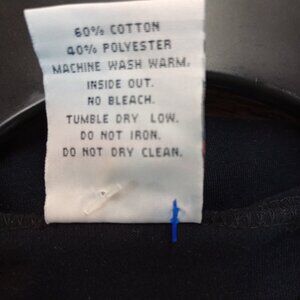 60% COTTON
40% POLYESTER
MACHINE WASH WARM,
INSIDE OUT.
NO BLEACH.
TUMBLE DRY LOW.
DO NOT IRON.
DO NOT DRY CLEAN.